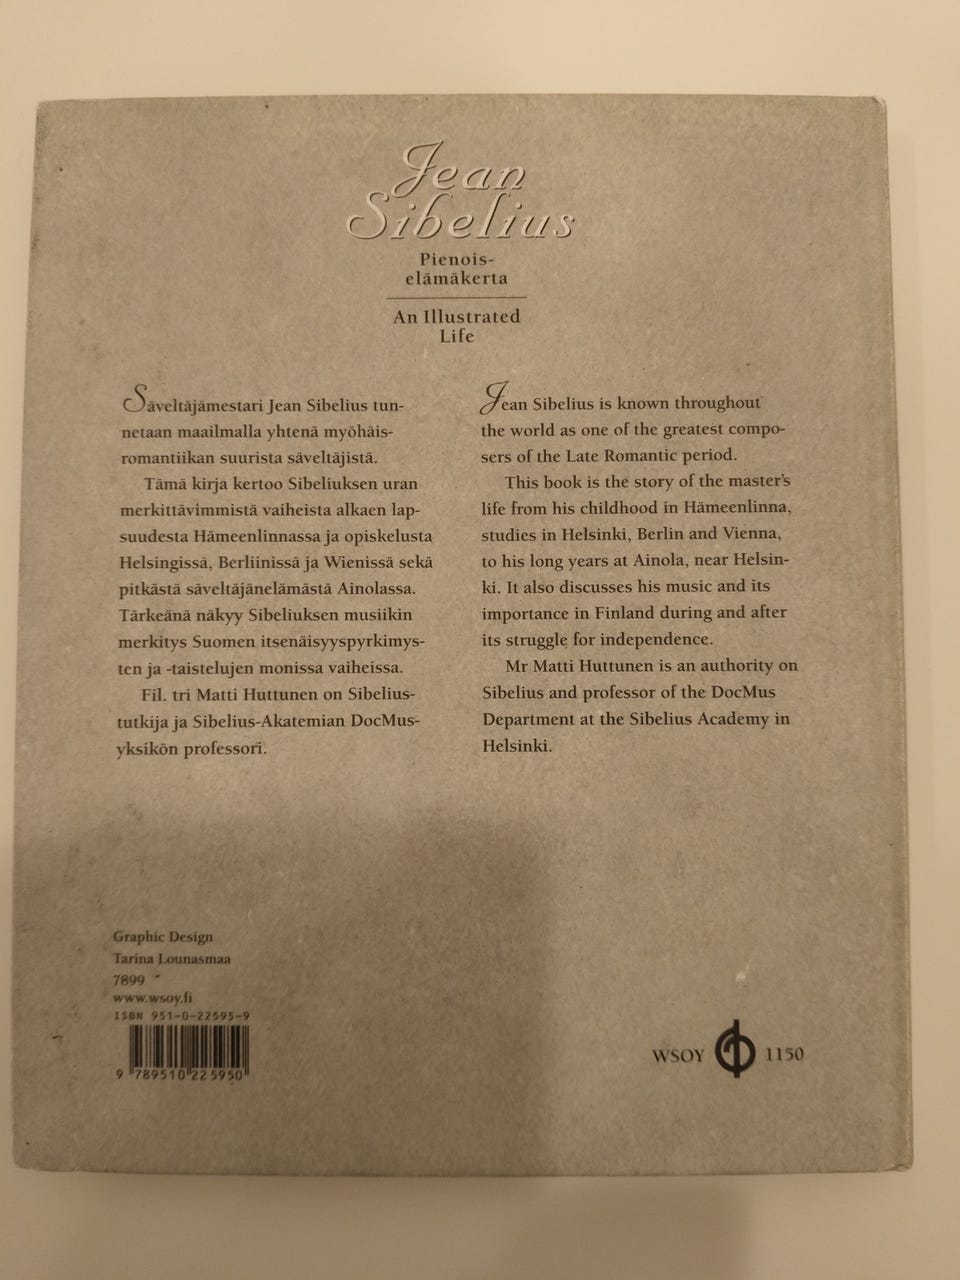 Jean
Sibelius
Pienois-
elämäkerta
An Illustrated
Life
Säveltäjämestari Jean Sibelius tun-
netaan maailmalla yhtenä myöhäis-
romantiikan suurista säveltäjistä.
Tämä kirja kertoo Sibeliuksen uran
merkittävimmistä vaiheista alkaen lap-
suudesta Hämeenlinnassa ja opiskelusta
Helsingissä, Berliinissä ja Wienissä sekä
pitkästä säveltäjänelämästä Ainolassa.
Tärkeänä näkyy Sibeliuksen musiikin
merkitys Suomen itsenäisyyspyrkimys-
ten ja -taistelujen monissa vaiheissa.
Fil. tri Matti Huttunen on Sibelius-
tutkija ja Sibelius-Akatemian DocMus-
yksikön professori.
Jean Sibelius is known throughout
the world as one of the greatest compo-
sers of the Late Romantic period.
This book is the story of the master's
life from his childhood in Hämeenlinna,
studies in Helsinki, Berlin and Vienna,
to his long years at Ainola, near Helsin-
ki. It also discusses his music and its
importance in Finland during and after
its struggle for independence.
Mr Matti Huttunen is an authority on
Sibelius and professor of the DocMus
Department at the Sibelius Academy in
Helsinki.
Graphic Design
Tarina Lounasmaa
7899
www.wsoy.fi
ISBN 951-0-22595-9
9 789510 225950
WSOY 1150